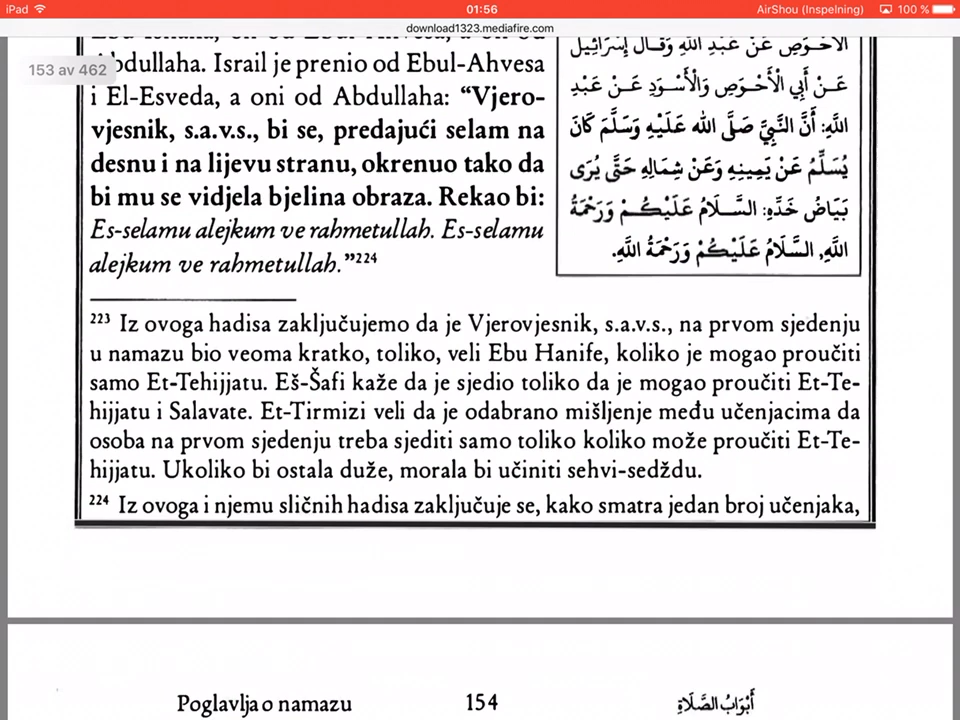 iPad 01:56 AirShou (Inspelning) 100 %
download1323.mediafire.com
153 av 462
Abdullaha. Israil je prenio od Ebul-Ahvesa
i El-Esveda, a oni od Abdullaha: “Vjero-
vjesnik, s.a.v.s., bi se, predajući selam na
desnu i na lijevu stranu, okrenuo tako da
bi mu se vidjela bjelina obraza. Rekao bi:
Es-selamu alejkum ve rahmetullah. Es-selamu
alejkum ve rahmetullah.”224
الأَحْوَصِ عَنْ عَبْدِ اللَّهِ وَقَالَ إِسْرَائِيلُ
عَنْ أَبِي الْأَحْوَصِ وَالْأَسْوَدِ عَنْ عَبْدِ
اللَّهِ: أَنَّ النَّبِيَّ صَلَّى الله عَلَيْهِ وَسَلَّمَ كَانَ
يُسَلِّمُ عَنْ يَمِينِهِ وَعَنْ شِمَالِهِ حَتَّى يُرَى
بَيَاضُ خَدِّهِ: السَّلَامُ عَلَيْكُمْ وَرَحْمَةُ
اللَّهِ, السَّلَامُ عَلَيْكُمْ وَرَحْمَةُ اللَّهِ.
223 Iz ovoga hadisa zaključujemo da je Vjerovjesnik, s.a.v.s., na prvom sjedenju
u namazu bio veoma kratko, toliko, veli Ebu Hanife, koliko je mogao proučiti
samo Et-Tehijjatu. Eš-Šafi kaže da je sjedio toliko da je mogao proučiti Et-Te-
hijjatu i Salavate. Et-Tirmizi veli da je odabrano mišljenje među učenjacima da
osoba na prvom sjedenju treba sjediti samo toliko koliko može proučiti Et-Te-
hijjatu. Ukoliko bi ostala duže, morala bi učiniti sehvi-sedždu.
224 Iz ovoga i njemu sličnih hadisa zaključuje se, kako smatra jedan broj učenjaka,
Poglavlja o namazu 154 أَبْوَابُ الصَّلَاةِ